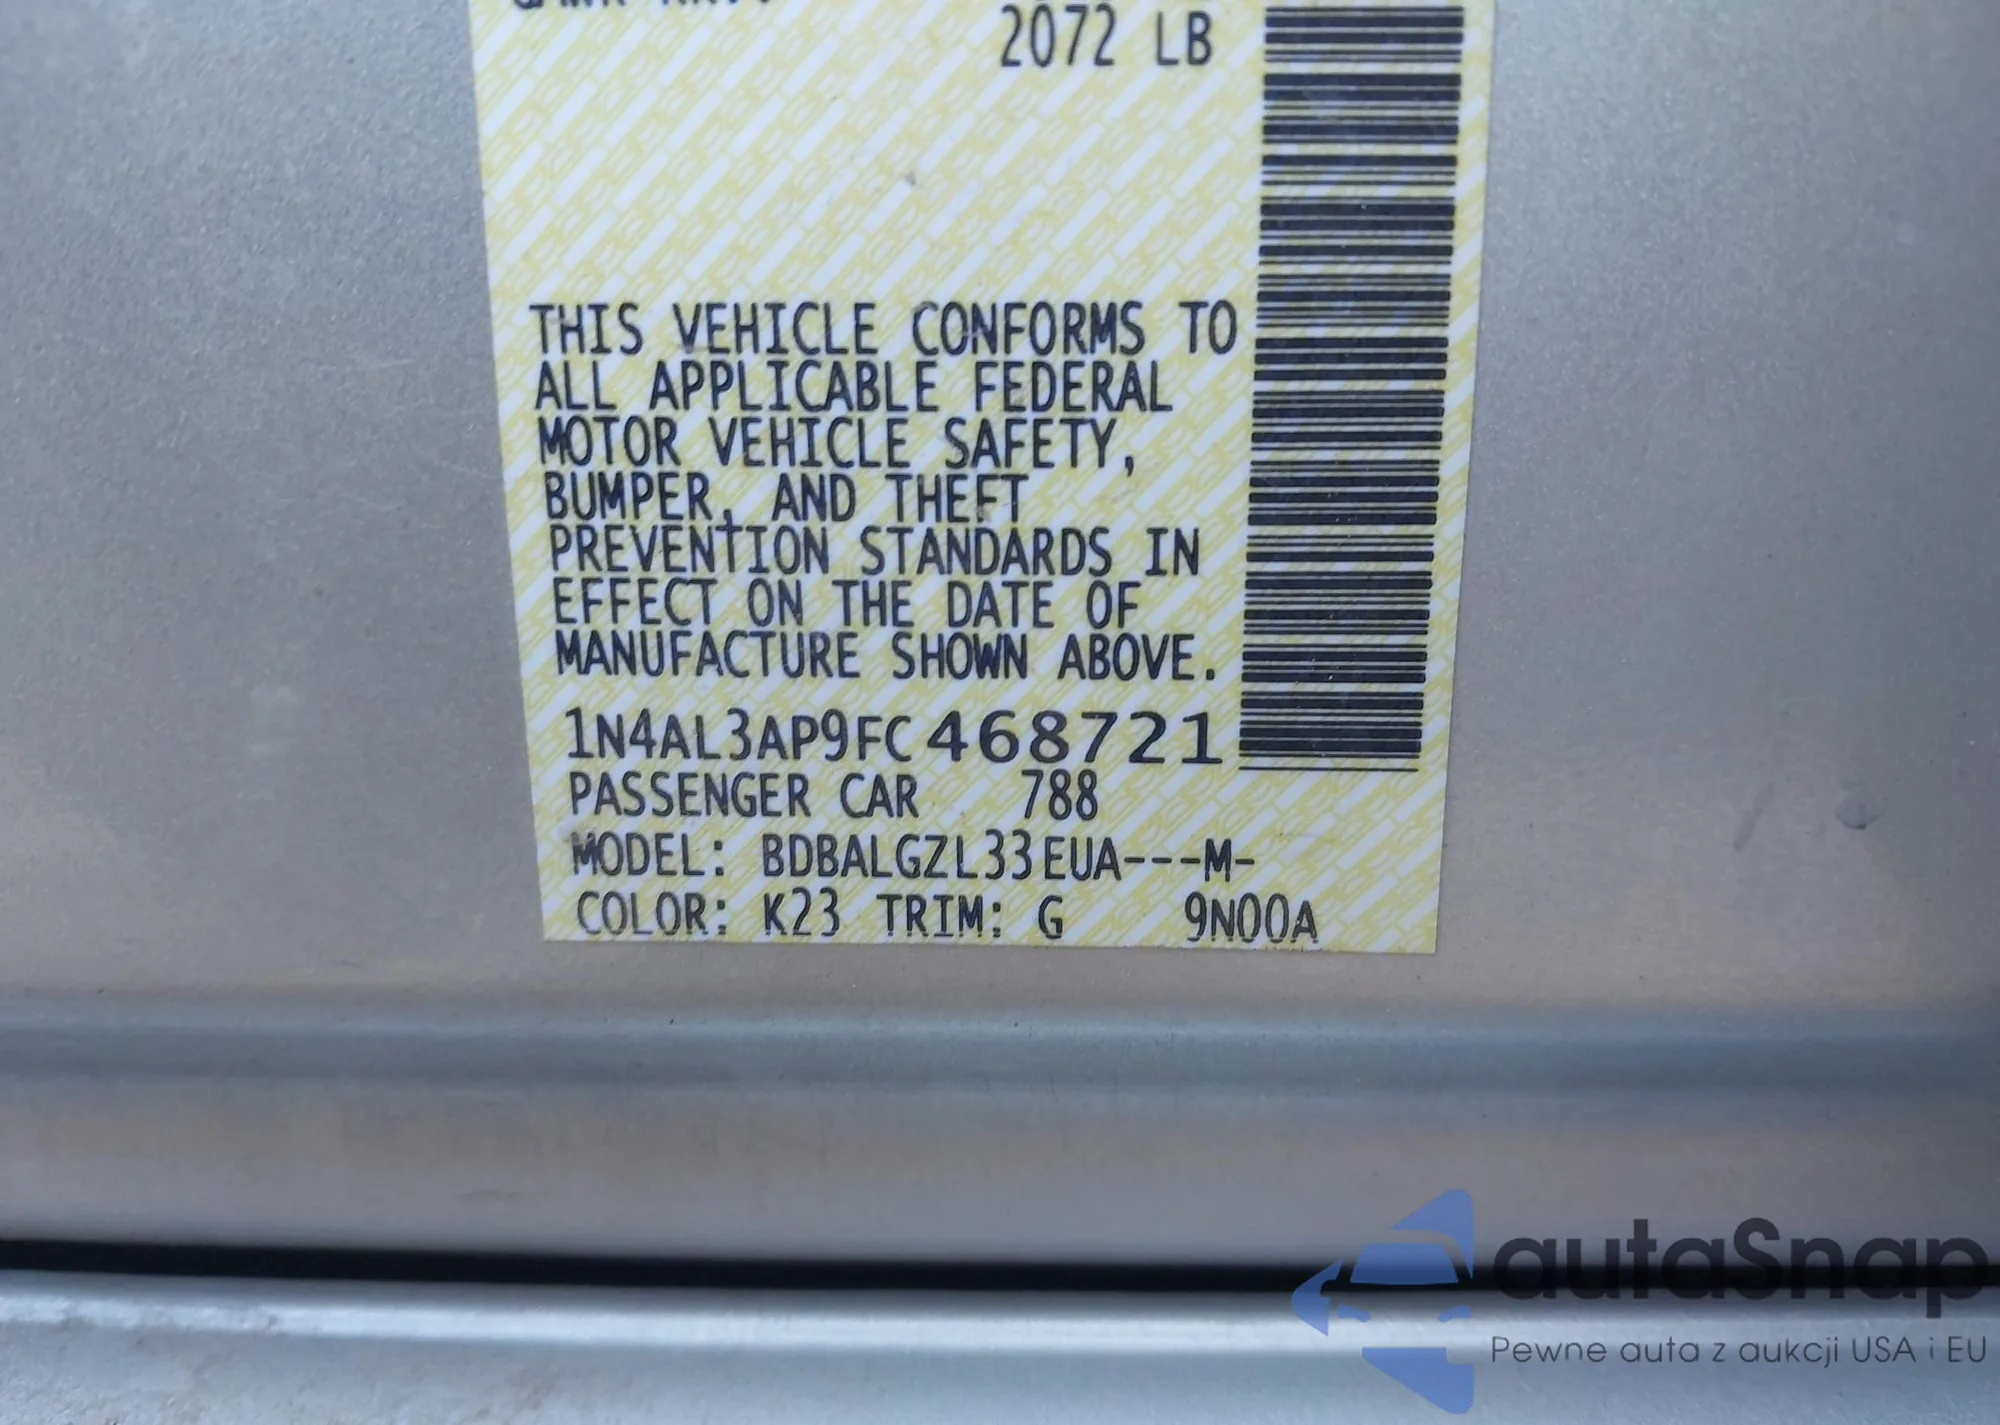 2072 LB
THIS VEHICLE CONFORMS TO
ALL APPLICABLE FEDERAL
MOTOR VEHICLE SAFETY,
BUMPER, AND THEFT
PREVENTION STANDARDS IN
EFFECT ON THE DATE OF
MANUFACTURE SHOWN ABOVE.
1N4AL3AP9FC468721
PASSENGER CAR 788
MODEL: BDBALGZL33EUA---M-
COLOR: K23 TRIM: G 9N00A
autaSnap
Pewne auta z aukcji USA i EU